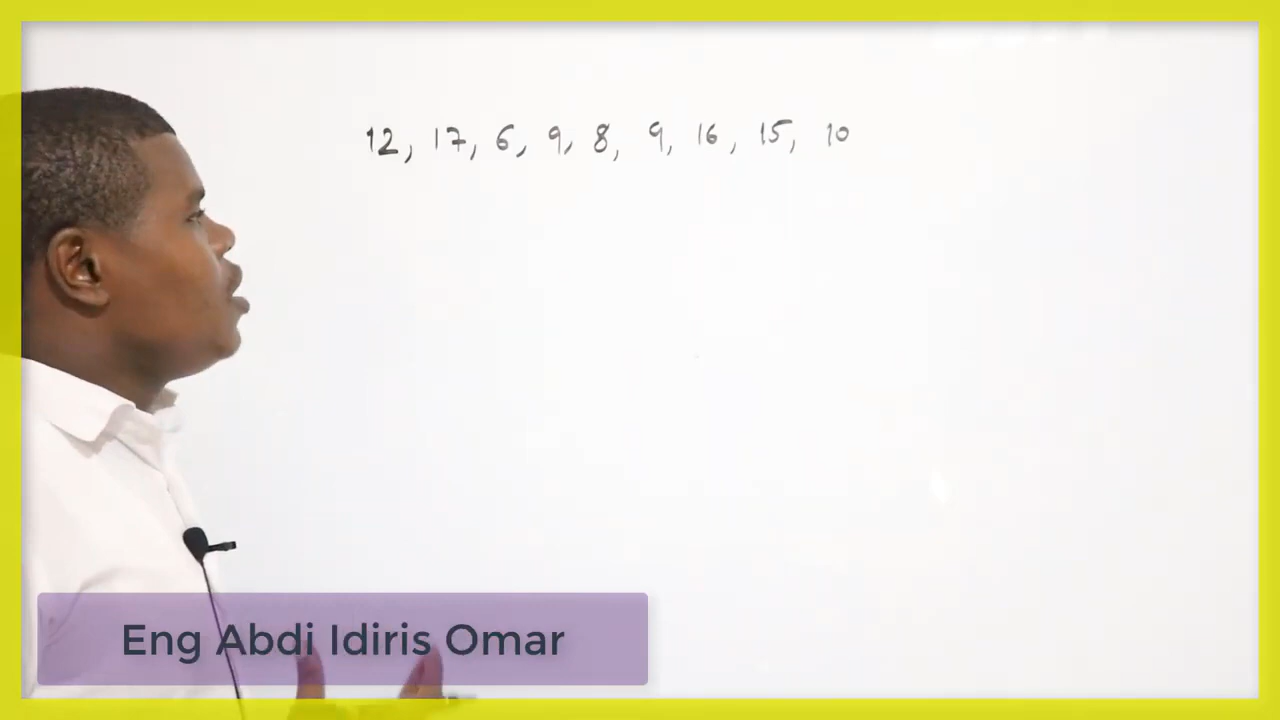 12, 17, 6, 9, 8, 9, 16, 15, 10
Eng Abdi Idiris Omar